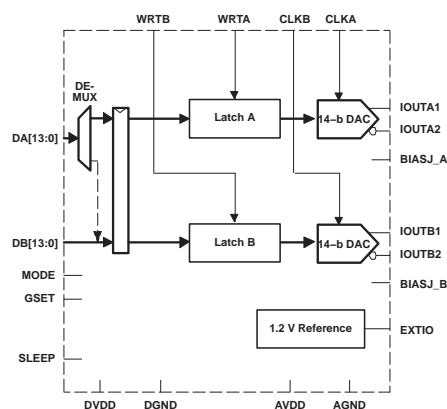 WRTB WRTA CLKB CLKA
DE-
MUX
IOUTA1
Latch A
14–b DAC
IOUTA2
DA[13:0]
BIASJ_A
IOUTB1
DB[13:0]
Latch B
14–b DAC
IOUTB2
MODE
BIASJ_B
GSET
1.2 V Reference
EXTIO
SLEEP
DVDD DGND AVDD AGND